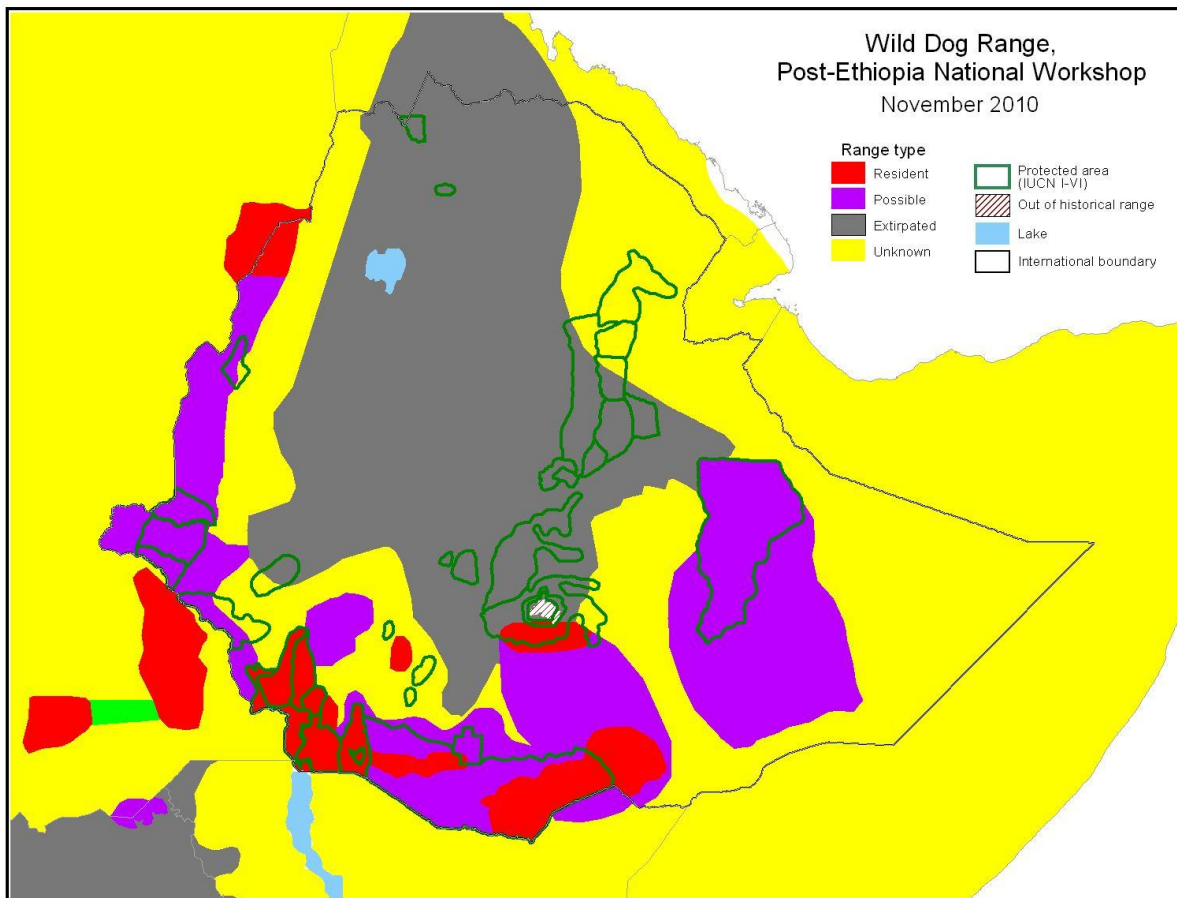 Wild Dog Range,
Post-Ethiopia National Workshop
November 2010
Range type
Resident
Possible
Extirpated
Unknown
Protected area
(IUCN I-VI)
Out of historical range
Lake
International boundary